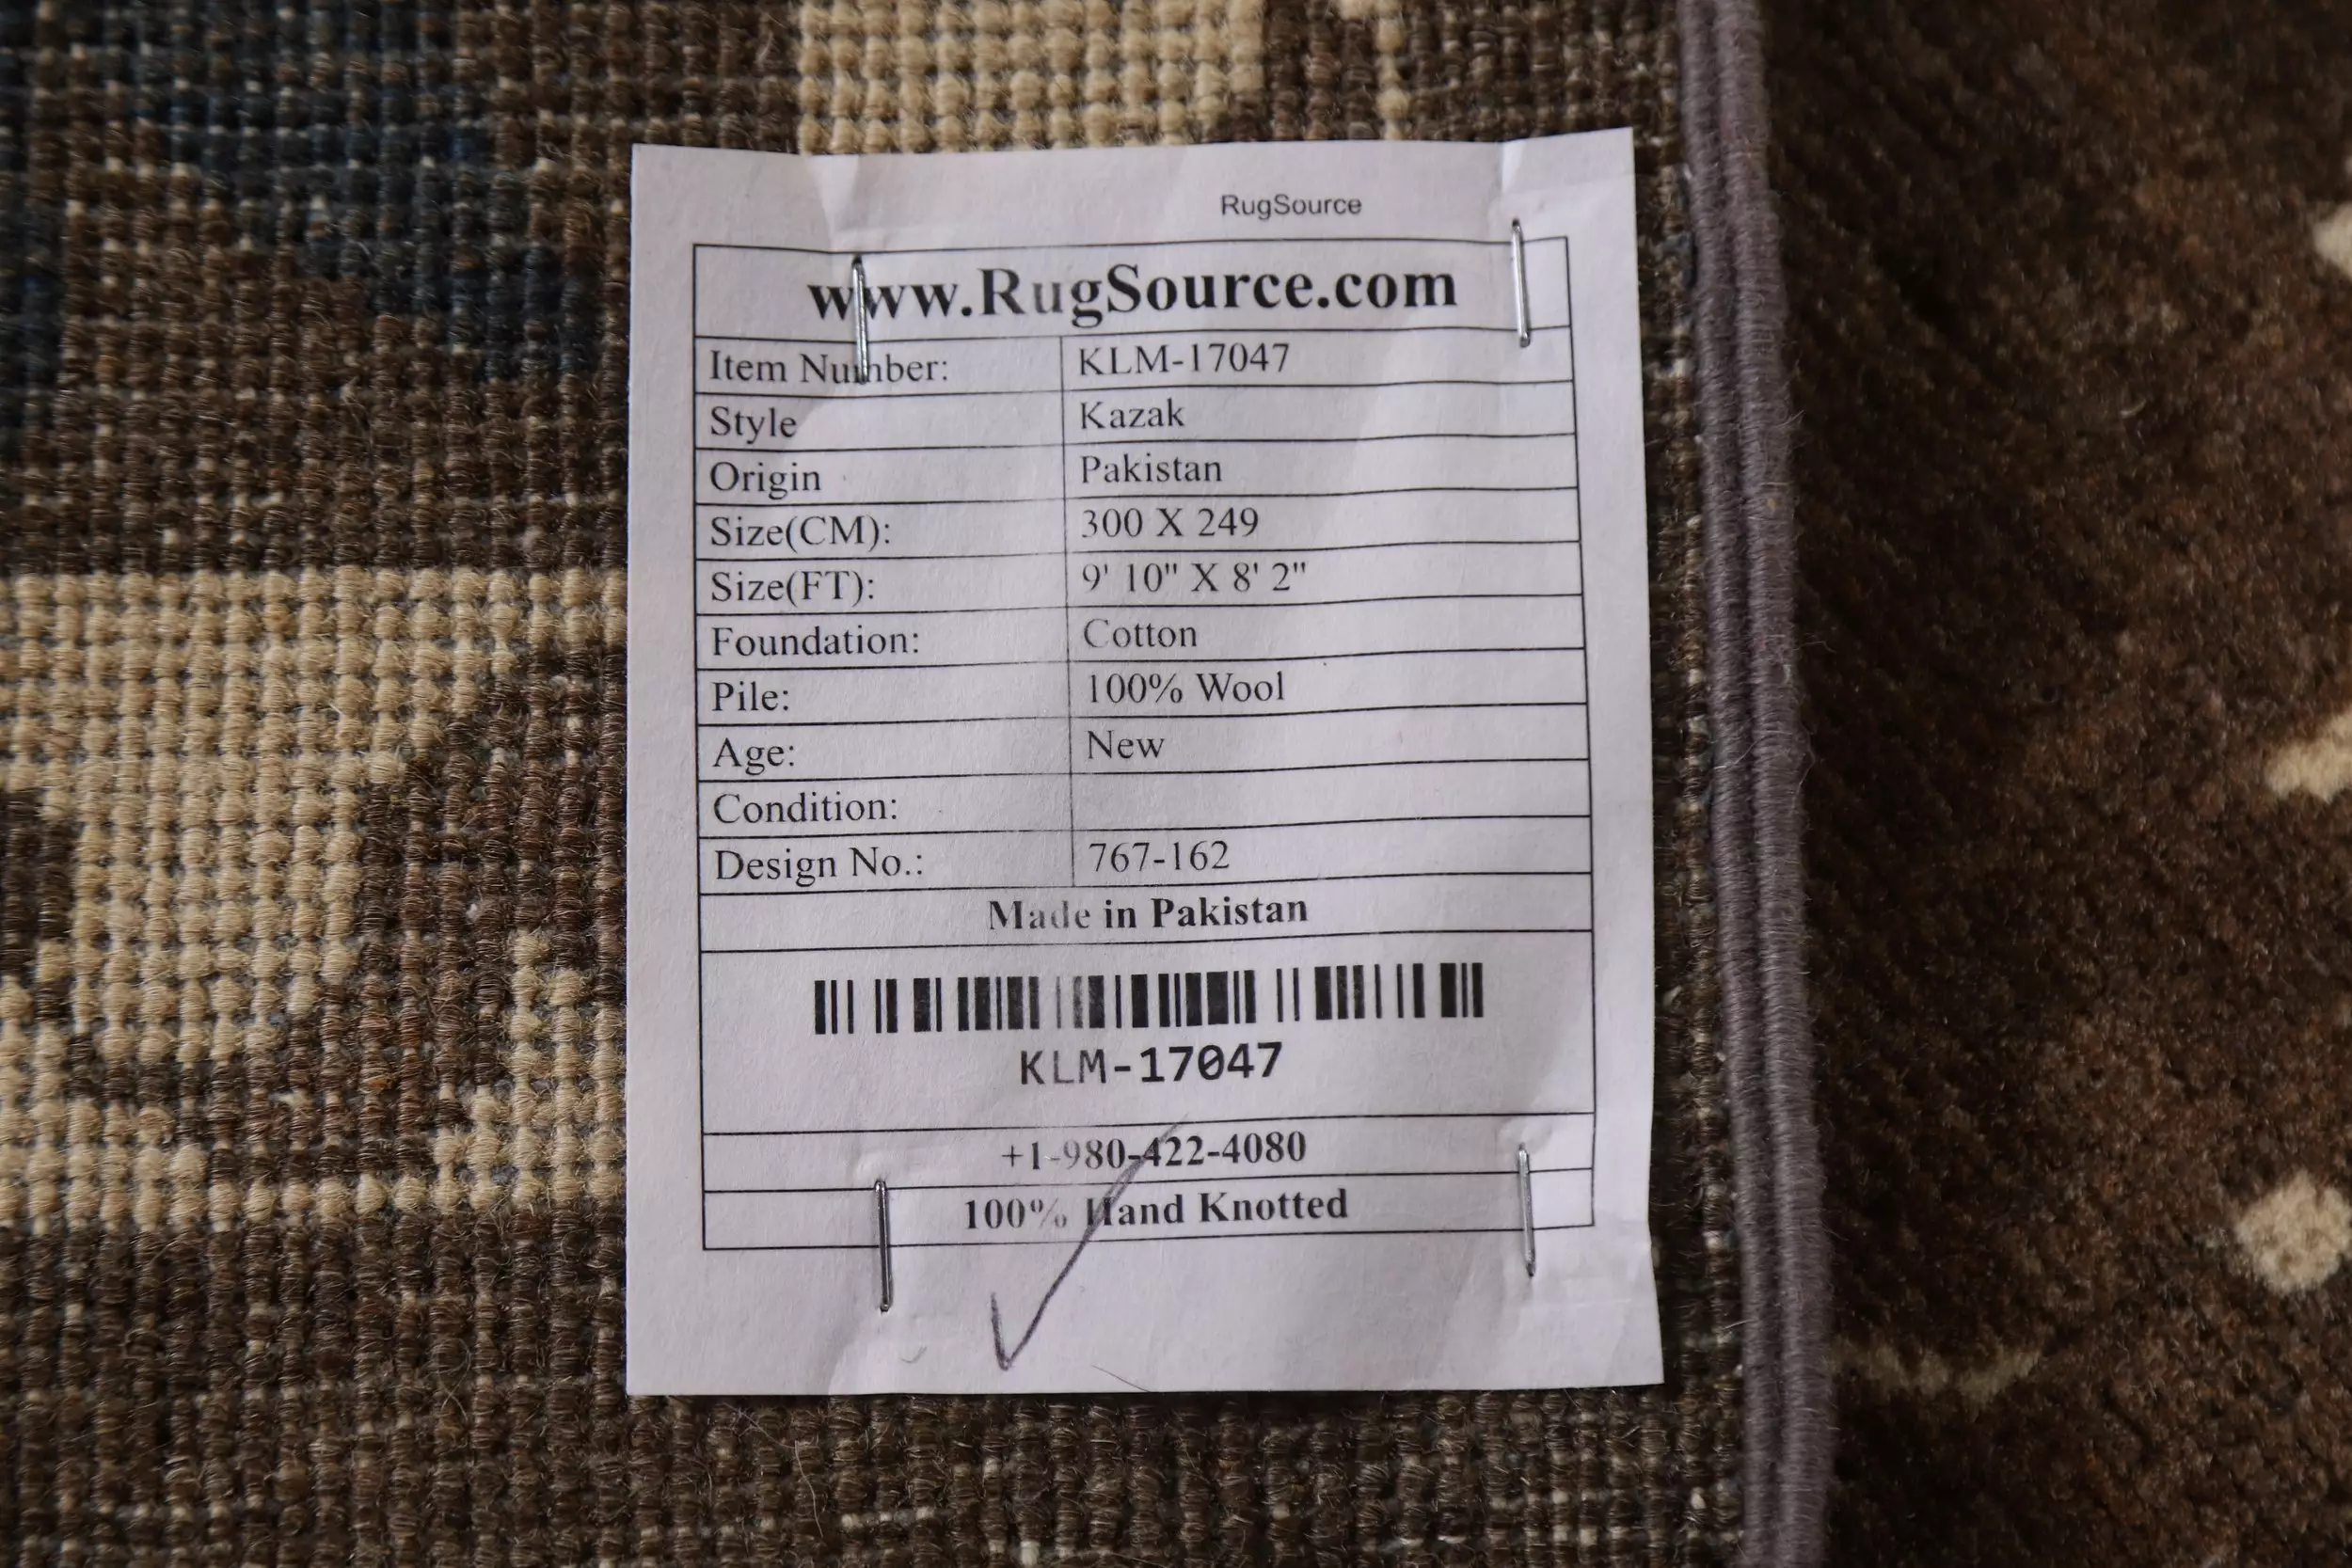 RugSource
www.RugSource.com
Item Number: KLM-17047
Style Kazak
Origin Pakistan
Size(CM): 300 X 249
Size(FT): 9' 10" X 8' 2"
Foundation: Cotton
Pile: 100% Wool
Age: New
Condition:
Design No.: 767-162
Made in Pakistan
KLM-17047
+1-980-422-4080
100% Hand Knotted